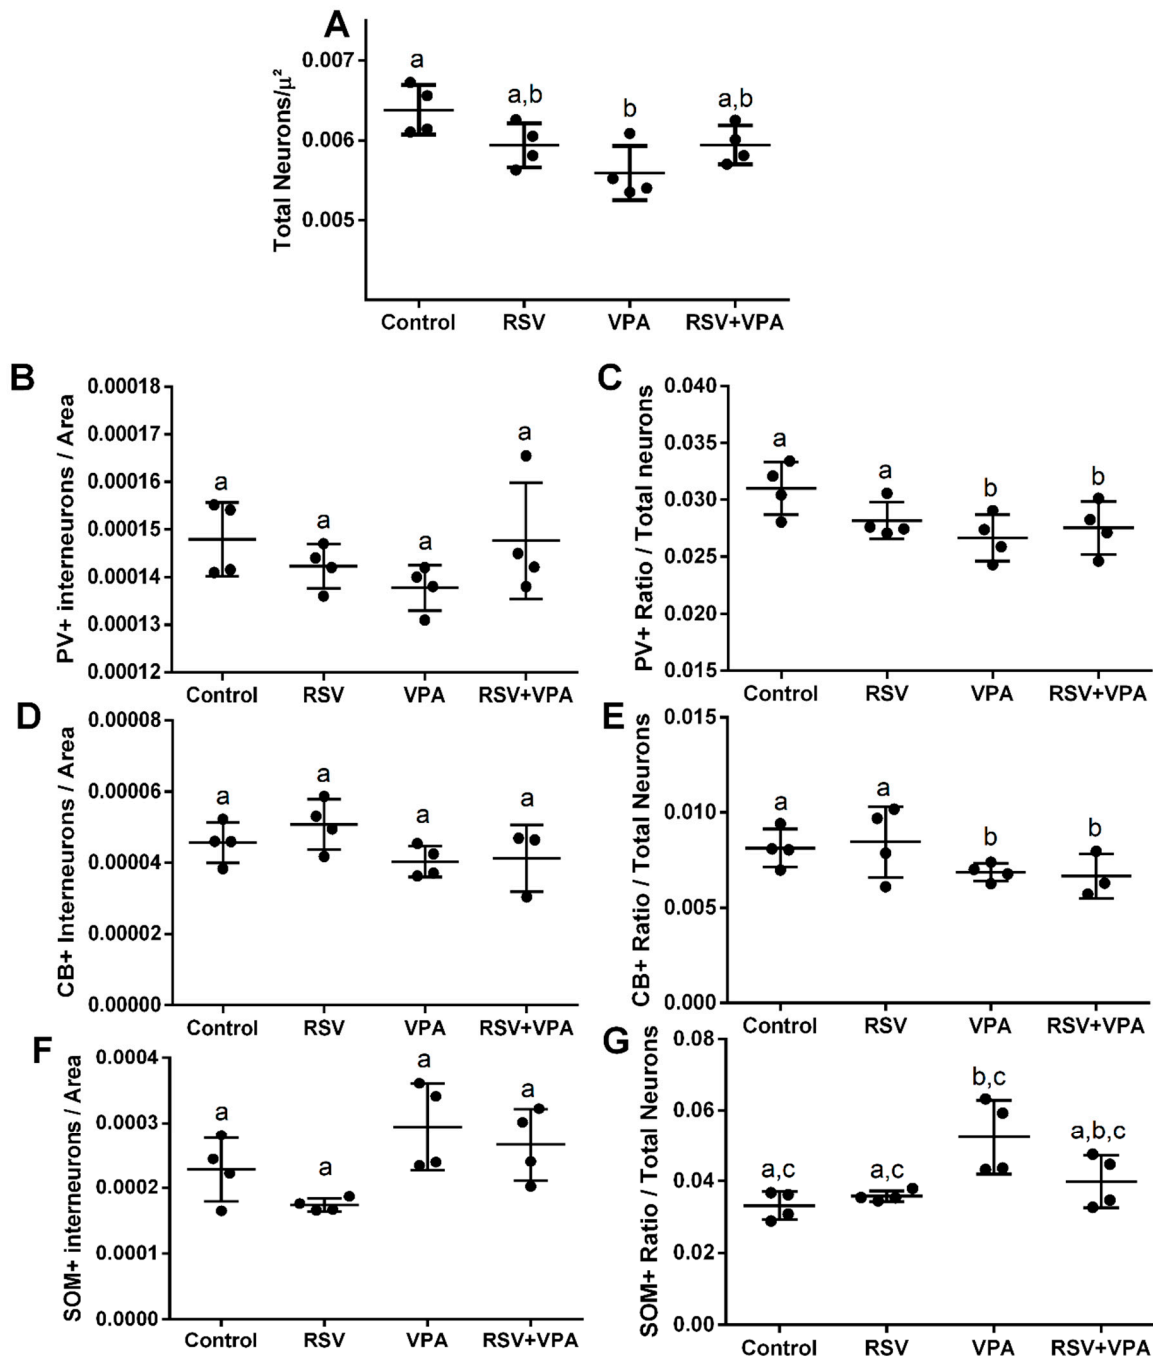 A
Total Neurons/µ²
0.007
0.006
0.005
a
a,b
b
a,b
Control RSV VPA RSV+VPA
B
PV+ interneurons / Area
0.00018
0.00017
0.00016
0.00015
0.00014
0.00013
0.00012
a
a
a
a
Control RSV VPA RSV+VPA
C
PV+ Ratio / Total neurons
0.040
0.035
0.030
0.025
0.020
0.015
a
a
b
b
Control RSV VPA RSV+VPA
D
CB+ Interneurons / Area
0.00008
0.00006
0.00004
0.00002
0.00000
a
a
a
a
Control RSV VPA RSV+VPA
E
CB+ Ratio / Total Neurons
0.015
0.010
0.005
0.000
a
a
b
b
Control RSV VPA RSV+VPA
F
SOM+ interneurons / Area
0.0004
0.0003
0.0002
0.0001
0.0000
a
a
a
a
Control RSV VPA RSV+VPA
G
SOM+ Ratio / Total Neurons
0.08
0.06
0.04
0.02
0.00
a,c
a,c
b,c
a,b,c
Control RSV VPA RSV+VPA